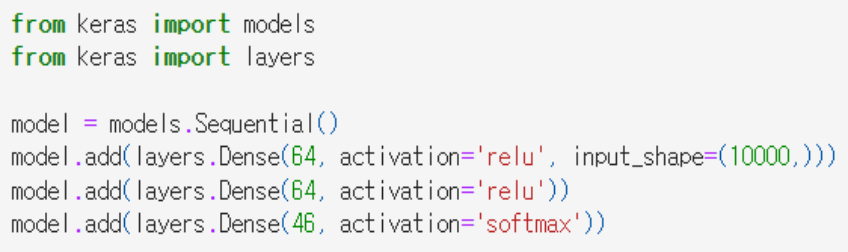 from keras import models
from keras import layers
model = models.Sequential()
model.add(layers.Dense(64, activation='relu', input_shape=(10000,)))
model.add(layers.Dense(64, activation='relu'))
model.add(layers.Dense(46, activation='softmax'))